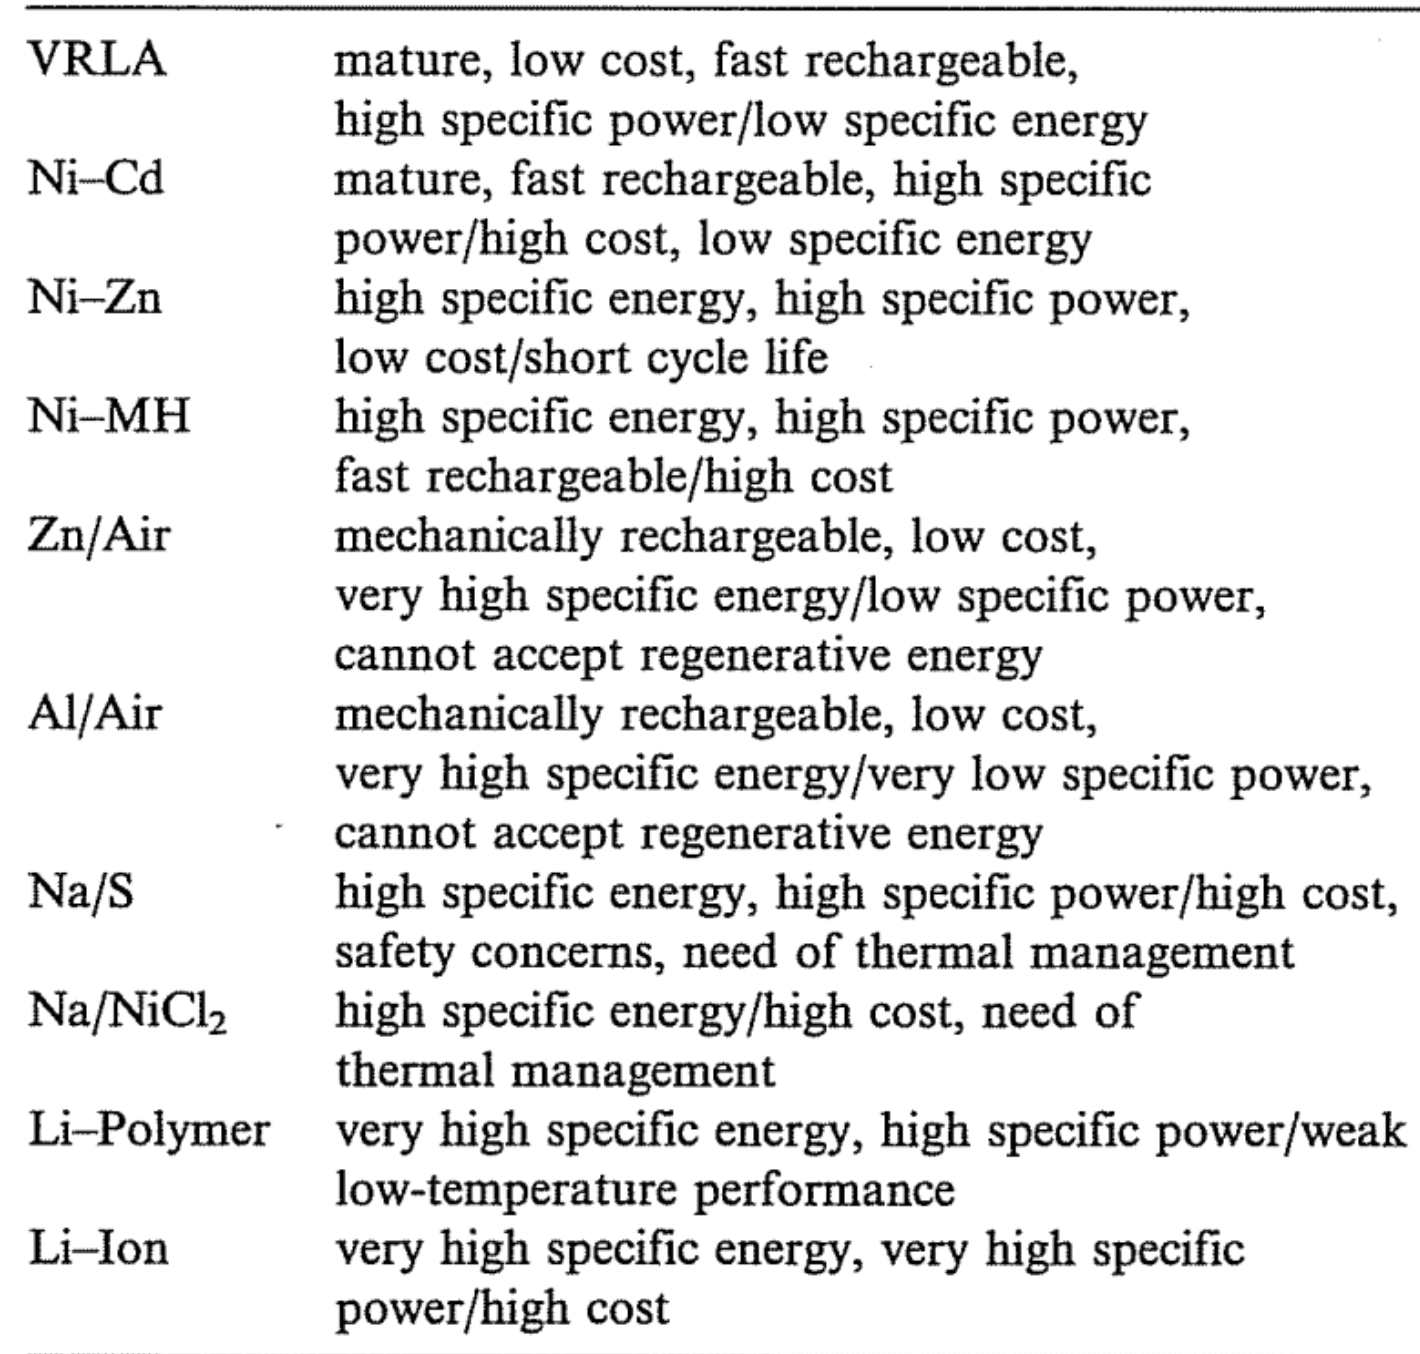 VRLA mature, low cost, fast rechargeable,
high specific power/low specific energy
Ni–Cd mature, fast rechargeable, high specific
power/high cost, low specific energy
Ni–Zn high specific energy, high specific power,
low cost/short cycle life
Ni–MH high specific energy, high specific power,
fast rechargeable/high cost
Zn/Air mechanically rechargeable, low cost,
very high specific energy/low specific power,
cannot accept regenerative energy
Al/Air mechanically rechargeable, low cost,
very high specific energy/very low specific power,
cannot accept regenerative energy
Na/S high specific energy, high specific power/high cost,
safety concerns, need of thermal management
Na/NiCl₂ high specific energy/high cost, need of
thermal management
Li–Polymer very high specific energy, high specific power/weak
low-temperature performance
Li–Ion very high specific energy, very high specific
power/high cost